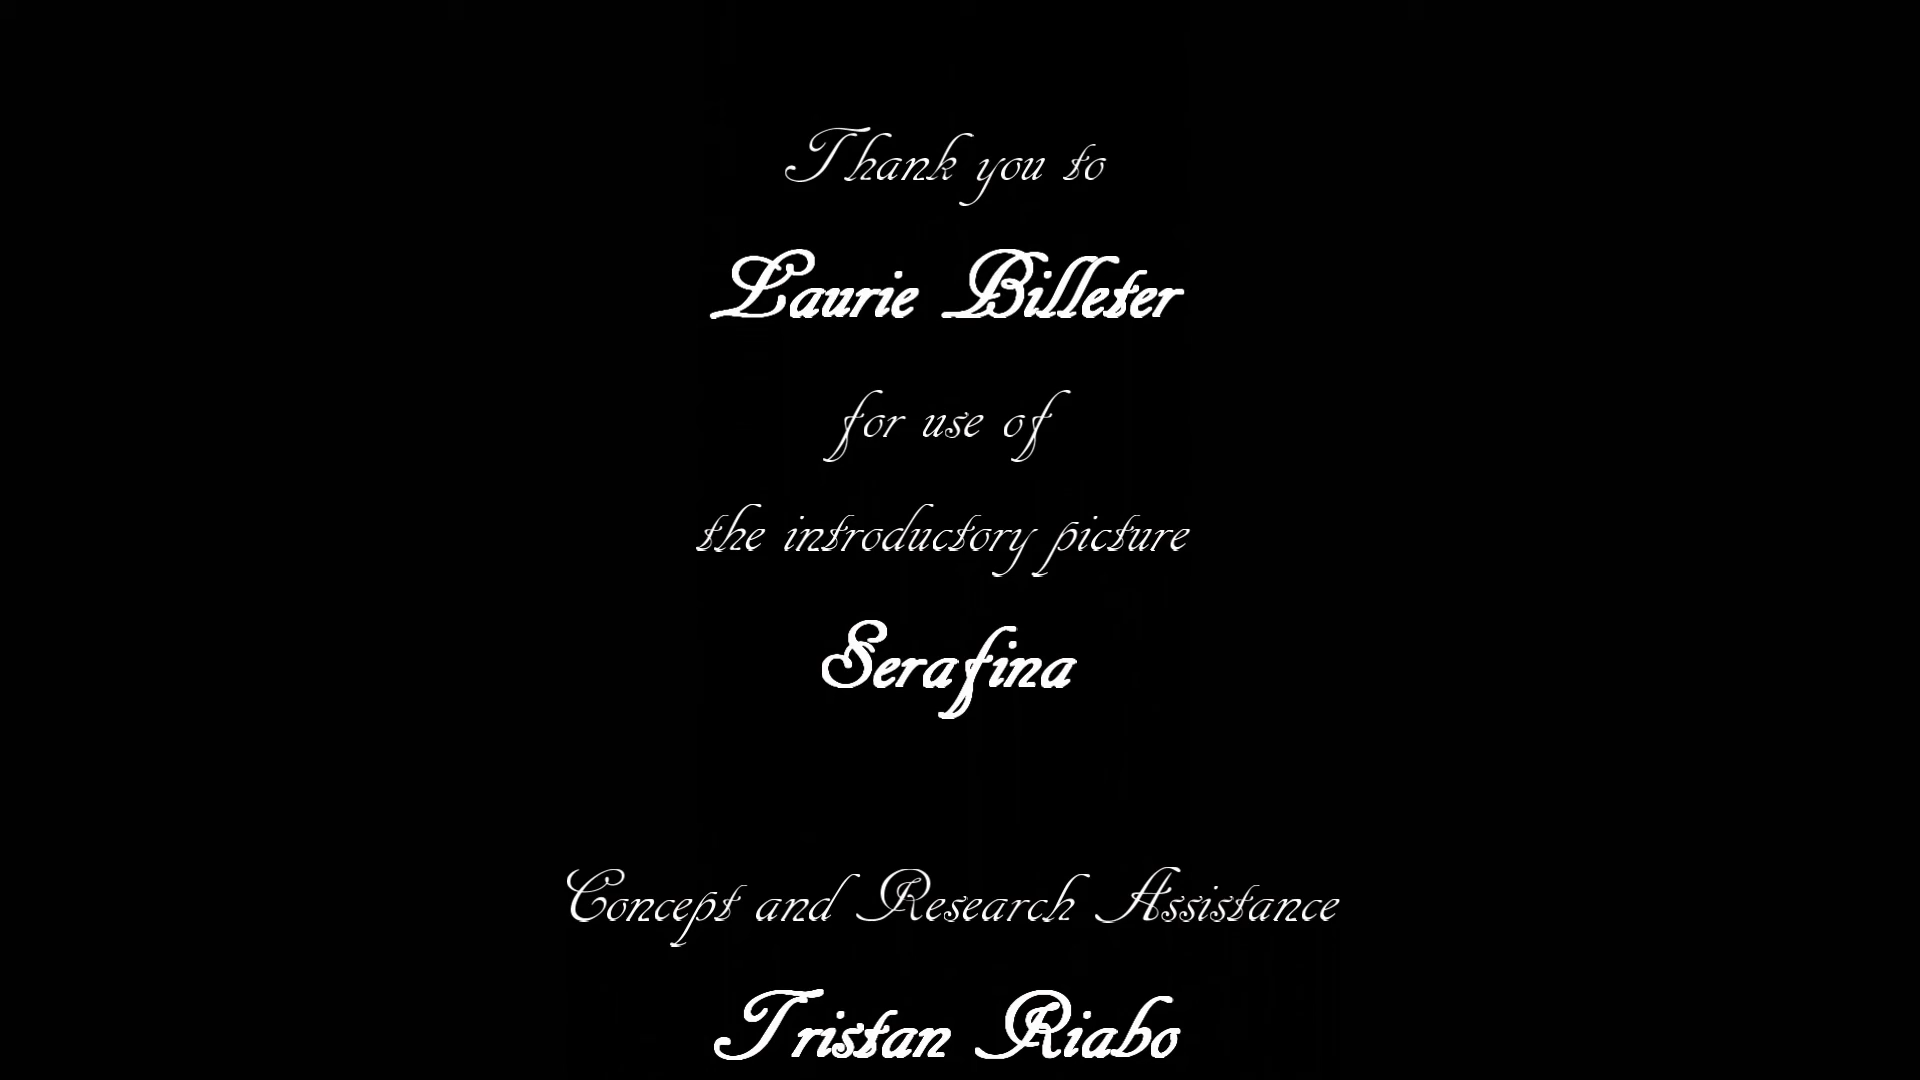 Thank you to
Laurie Billeter
for use of
the introductory picture
Serafina
Concept and Research Assistance
Tristan Riabo